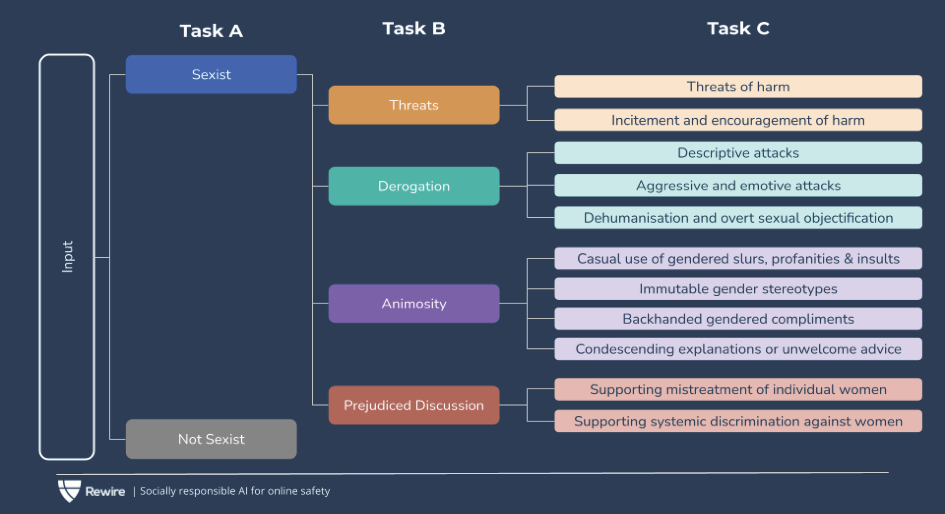 Task A
Task B
Task C
Input
Sexist
Threats
Threats of harm
Incitement and encouragement of harm
Derogation
Descriptive attacks
Aggressive and emotive attacks
Dehumanisation and overt sexual objectification
Animosity
Casual use of gendered slurs, profanities & insults
Immutable gender stereotypes
Backhanded gendered compliments
Condescending explanations or unwelcome advice
Prejudiced Discussion
Supporting mistreatment of individual women
Supporting systemic discrimination against women
Not Sexist
Rewire | Socially responsible AI for online safety